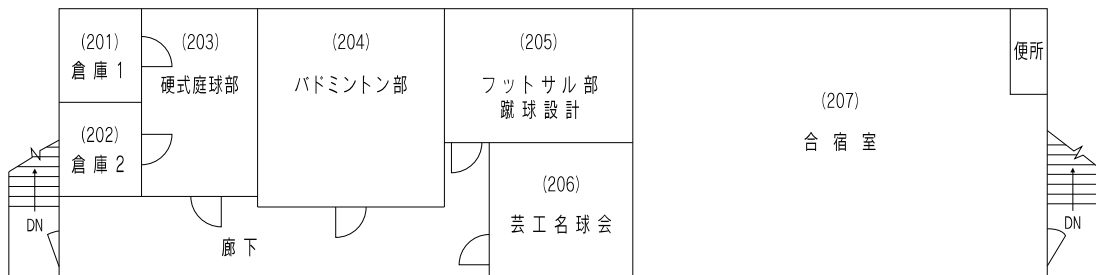 (201)
倉庫1
(202)
倉庫2
(203)
硬式庭球部
(204)
バドミントン部
(205)
フットサル部
蹴球設計
(206)
芸工名球会
(207)
合宿室
便所
廊下
DN
DN